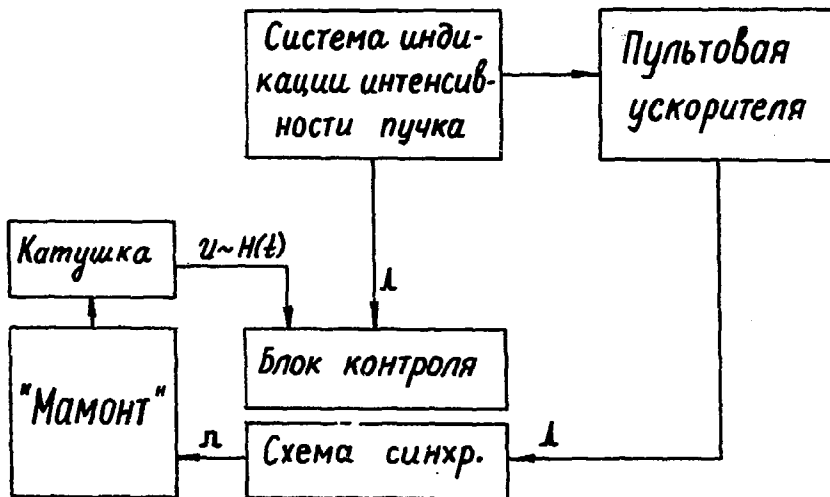 Система инди-
кации интенсив-
ности пучка
Пультовая
ускорителя
Катушка
U~H(t)
Блок контроля
"Мамонт"
Схема синхр.